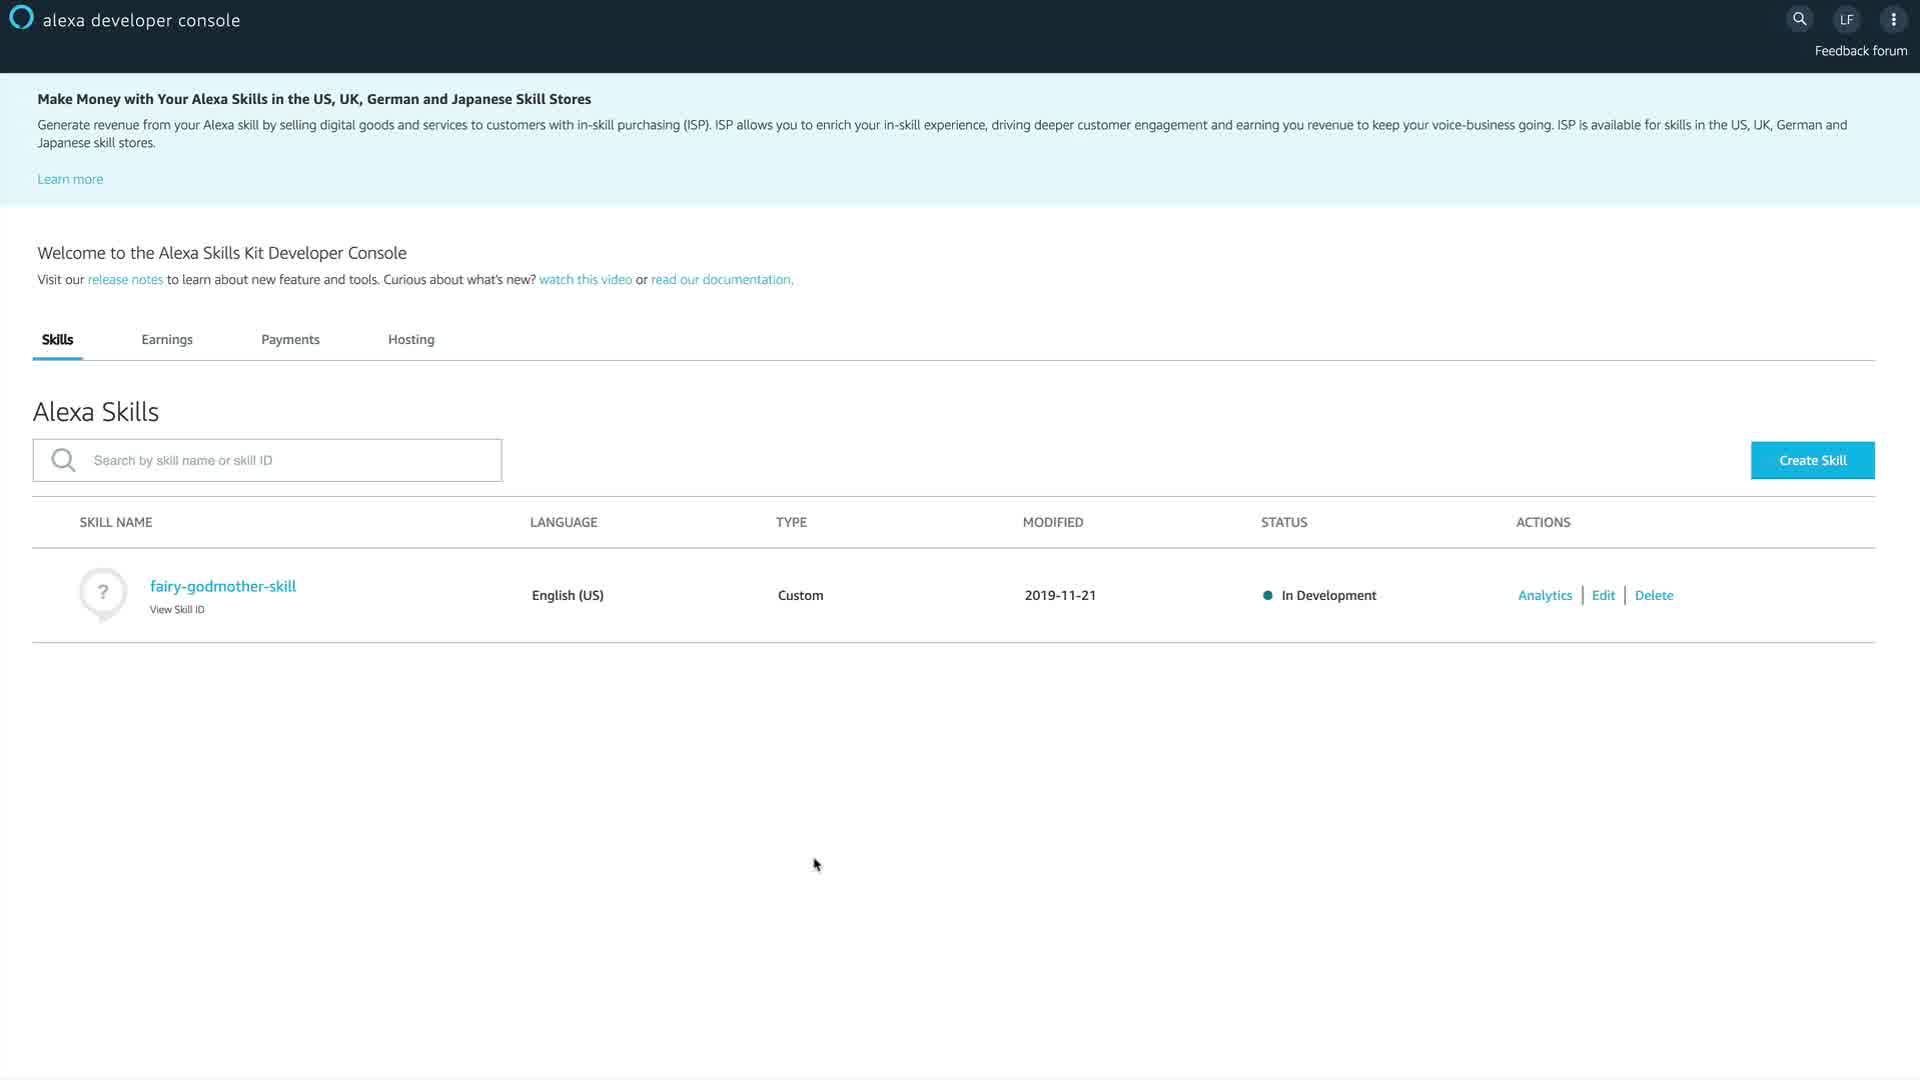 alexa developer console
LF
Feedback forum
Make Money with Your Alexa Skills in the US, UK, German and Japanese Skill Stores
Generate revenue from your Alexa skill by selling digital goods and services to customers with in-skill purchasing (ISP). ISP allows you to enrich your in-skill experience, driving deeper customer engagement and earning you revenue to keep your voice-business going. ISP is available for skills in the US, UK, German and
Japanese skill stores.
Learn more
Welcome to the Alexa Skills Kit Developer Console
Visit our release notes to learn about new feature and tools. Curious about what's new? watch this video or read our documentation.
Skills Earnings Payments Hosting
Alexa Skills
Search by skill name or skill ID
Create Skill
SKILL NAME LANGUAGE TYPE MODIFIED STATUS ACTIONS
? fairy-godmother-skill English (US) Custom 2019-11-21 In Development Analytics | Edit | Delete
View Skill ID